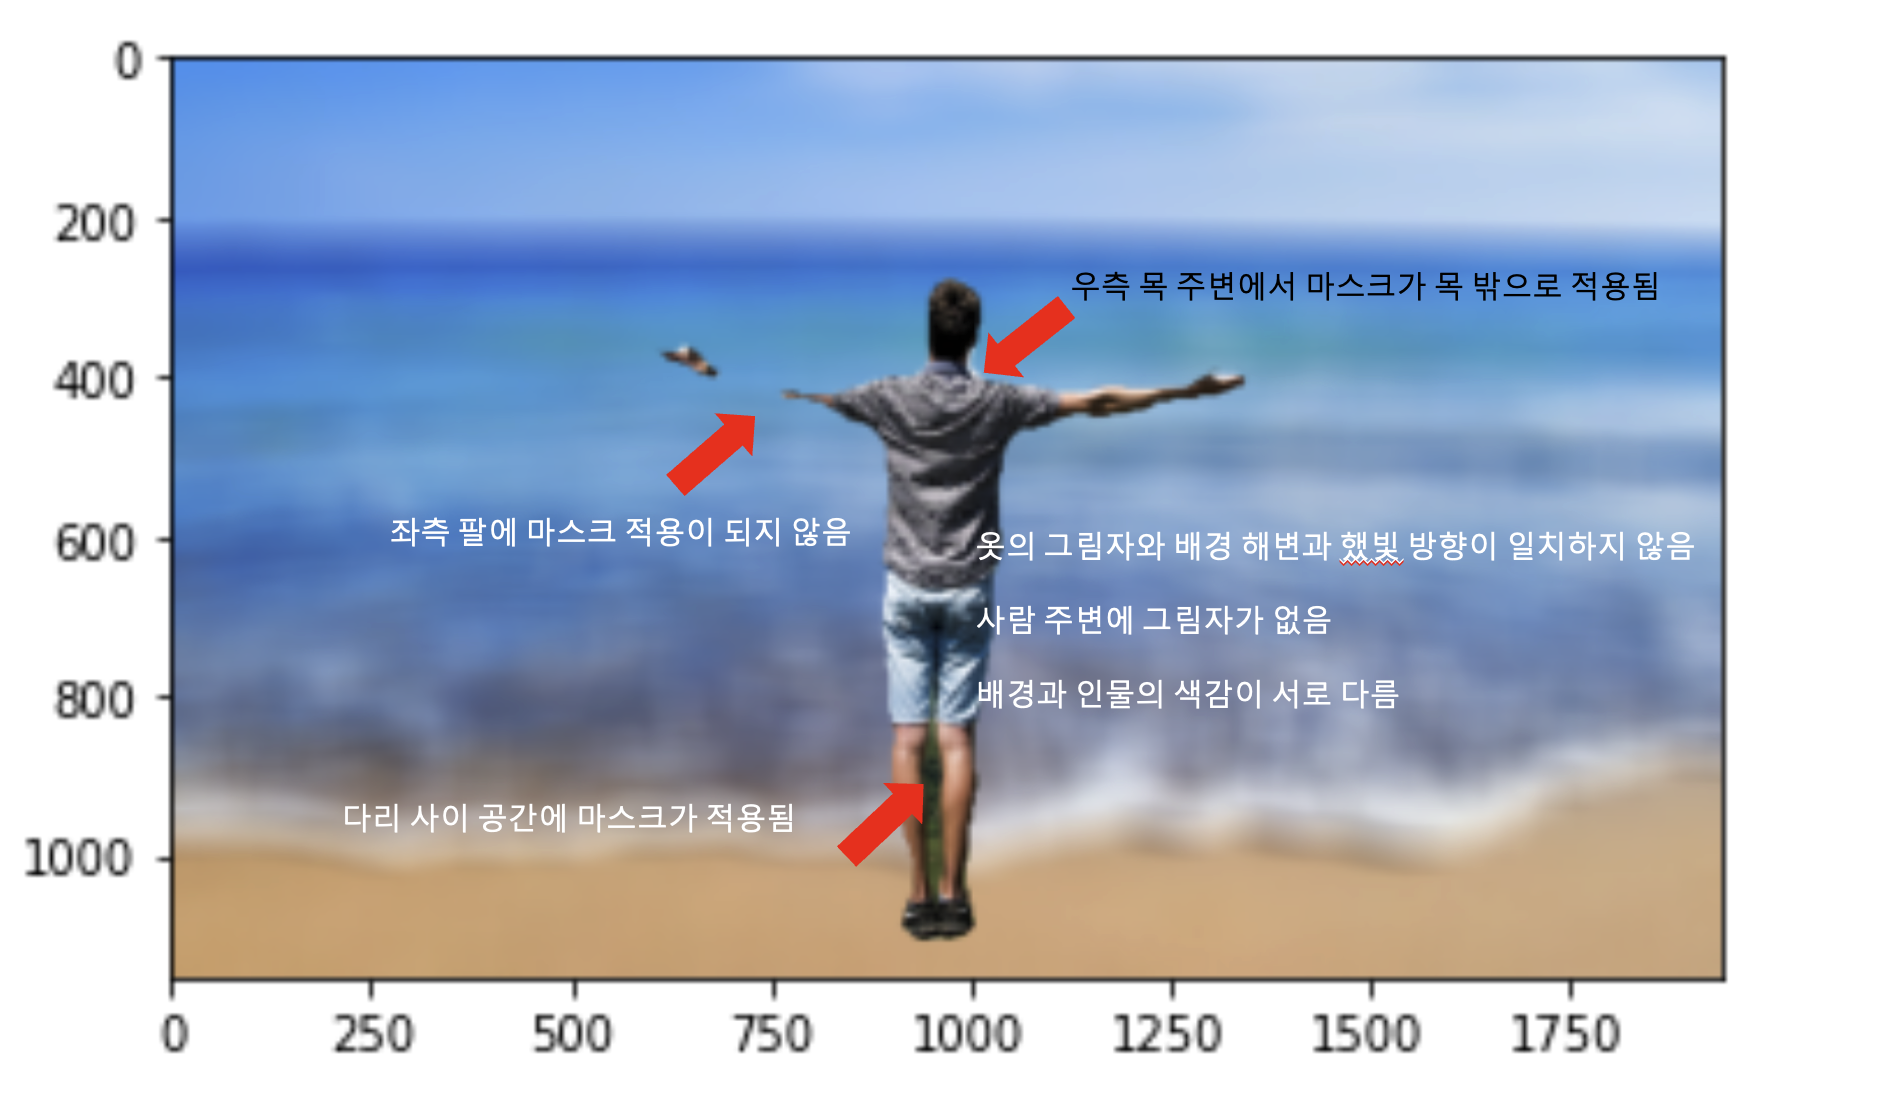 0
200
400
600
800
1000
우측 목 주변에서 마스크가 목 밖으로 적용됨
좌측 팔에 마스크 적용이 되지 않음
옷의 그림자와 배경 해변과 했빛 방향이 일치하지 않음
사람 주변에 그림자가 없음
배경과 인물의 색감이 서로 다름
다리 사이 공간에 마스크가 적용됨
0 250 500 750 1000 1250 1500 1750